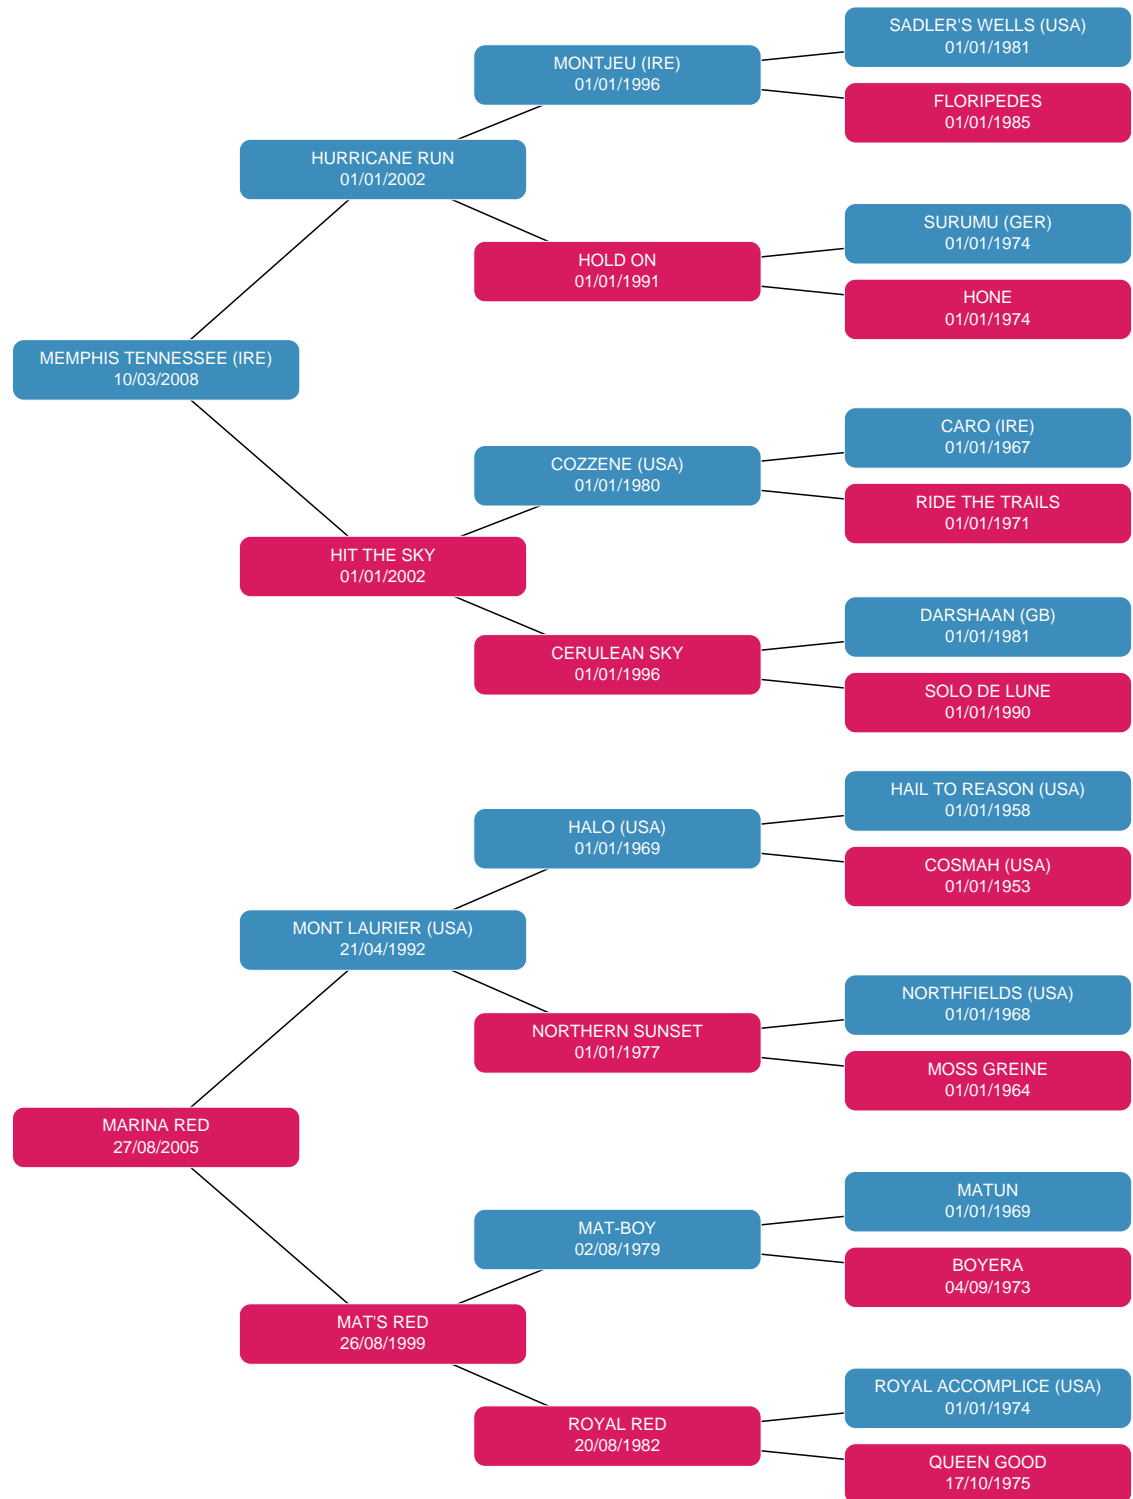 SADLER'S WELLS (USA)
01/01/1981
MONTJEU (IRE)
01/01/1996
FLORIPEDES
01/01/1985
HURRICANE RUN
01/01/2002
SURUMU (GER)
01/01/1974
HOLD ON
01/01/1991
HONE
01/01/1974
MEMPHIS TENNESSEE (IRE)
10/03/2008
CARO (IRE)
01/01/1967
COZZENE (USA)
01/01/1980
RIDE THE TRAILS
01/01/1971
HIT THE SKY
01/01/2002
DARSHAAN (GB)
01/01/1981
CERULEAN SKY
01/01/1996
SOLO DE LUNE
01/01/1990
HAIL TO REASON (USA)
01/01/1958
HALO (USA)
01/01/1969
COSMAH (USA)
01/01/1953
MONT LAURIER (USA)
21/04/1992
NORTHFIELDS (USA)
01/01/1968
NORTHERN SUNSET
01/01/1977
MOSS GREINE
01/01/1964
MARINA RED
27/08/2005
MATUN
01/01/1969
MAT-BOY
02/08/1979
BOYERA
04/09/1973
MAT'S RED
26/08/1999
ROYAL ACCOMPLICE (USA)
01/01/1974
ROYAL RED
20/08/1982
QUEEN GOOD
17/10/1975